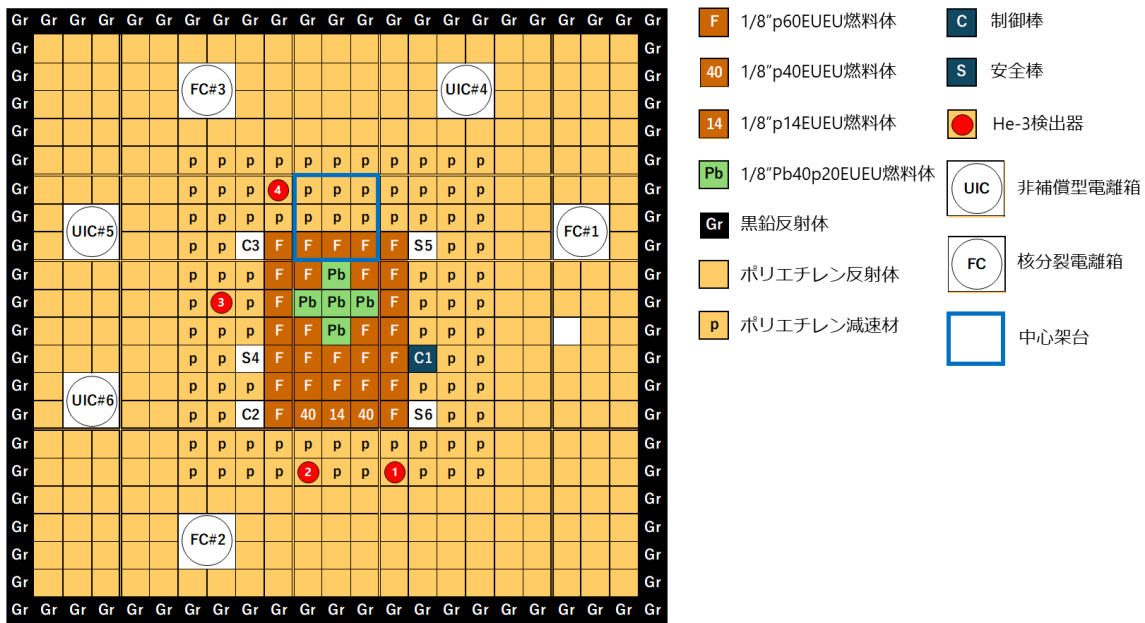 Gr Gr Gr Gr Gr Gr Gr Gr Gr Gr Gr Gr Gr Gr Gr Gr Gr Gr Gr Gr Gr Gr Gr
Gr Gr
Gr Gr
FC#3 UIC#4
Gr Gr
Gr Gr
Gr p p p p p p p p p p p Gr
Gr p p p 4 p p p p p p p Gr
Gr p p p p p p p p p p p Gr
UIC#5 FC#1
Gr p p C3 F F F F F S5 p p Gr
Gr p p p F F Pb F F p p p Gr
Gr p 3 p F Pb Pb Pb F p p p Gr
Gr p p p F F Pb F F p p p Gr
Gr p p S4 F F F F F C1 p p Gr
Gr p p p F F F F F p p p Gr
UIC#6
Gr p p C2 F 40 14 40 F S6 p p Gr
Gr p p p p p p p p p p p Gr
Gr p p p p 2 p p 1 p p p Gr
Gr Gr
Gr Gr
FC#2
Gr Gr
Gr Gr
Gr Gr Gr Gr Gr Gr Gr Gr Gr Gr Gr Gr Gr Gr Gr Gr Gr Gr Gr Gr Gr Gr Gr
F 1/8”p60EUEU燃料体
40 1/8”p40EUEU燃料体
14 1/8”p14EUEU燃料体
Pb 1/8”Pb40p20EUEU燃料体
Gr 黒鉛反射体
ポリエチレン反射体
p ポリエチレン減速材
C 制御棒
S 安全棒
He-3検出器
UIC 非補償型電離箱
FC 核分裂電離箱
中心架台